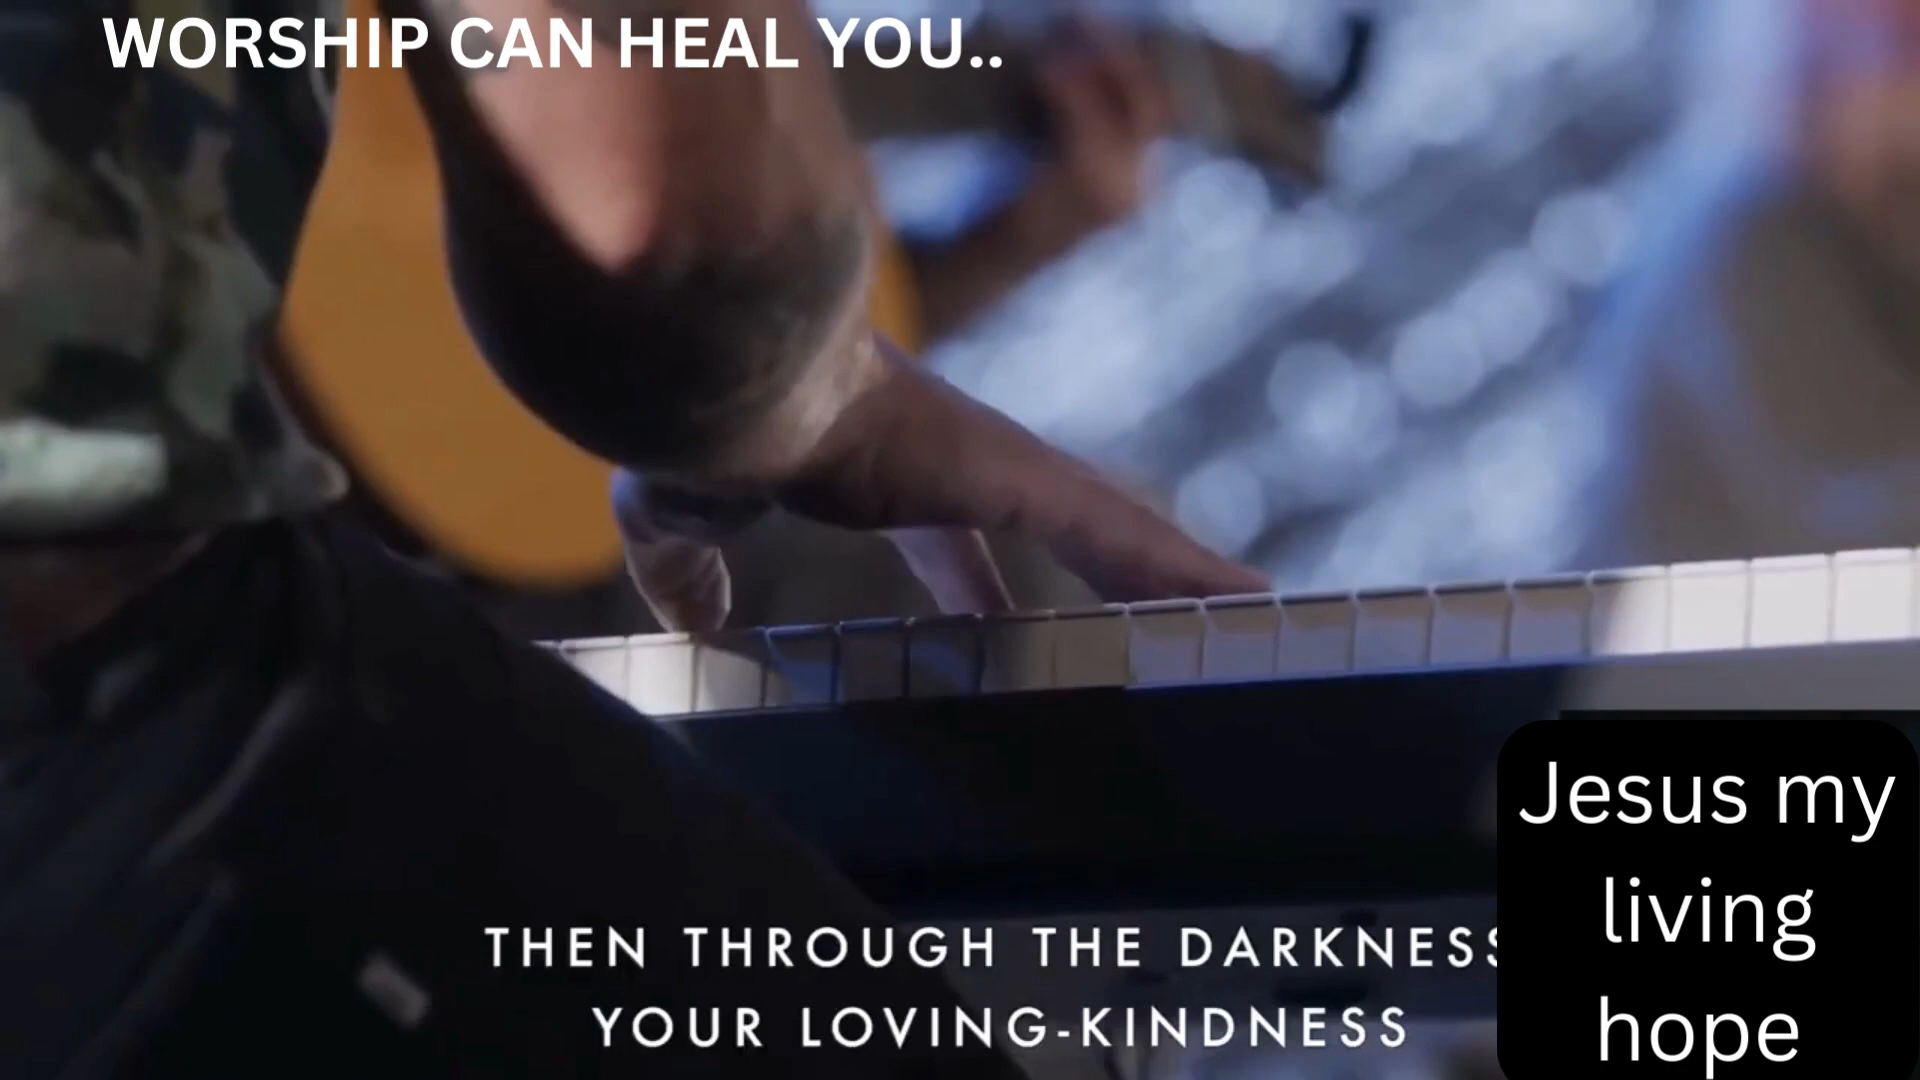 WORSHIP CAN HEAL YOU..
THEN THROUGH THE DARKNESS
YOUR LOVING-KINDNESS
Jesus my
living
hope